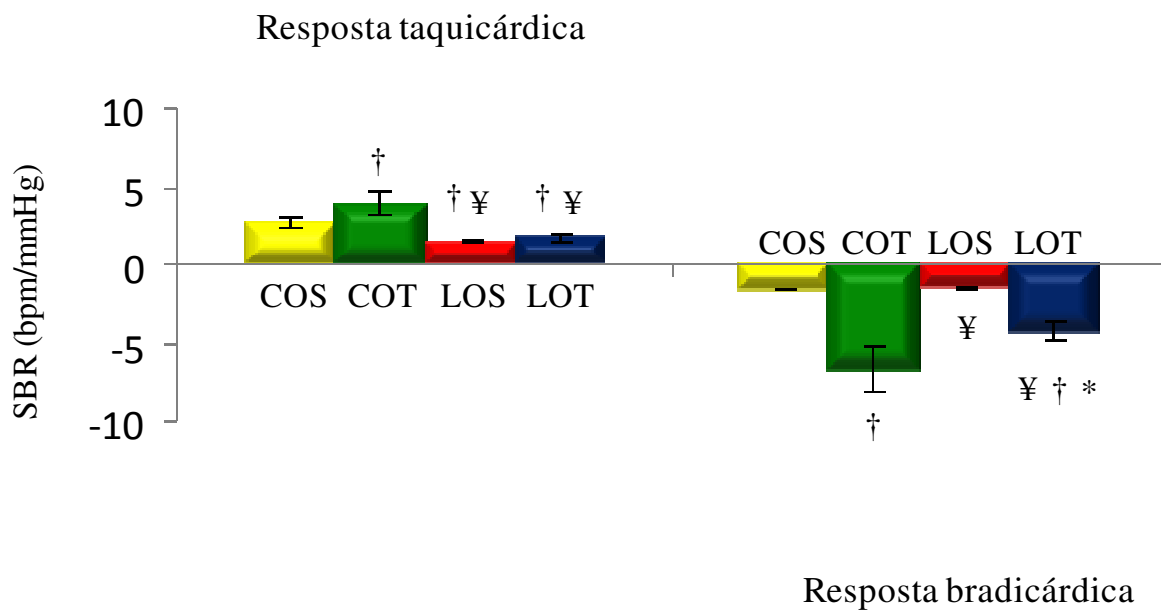 Resposta taquicárdica
SBR (bpm/mmHg)
10
5
0
-5
-10
†
† ¥
† ¥
COS COT LOS LOT
COS COT LOS LOT
¥
¥ † *
†
Resposta bradicárdica